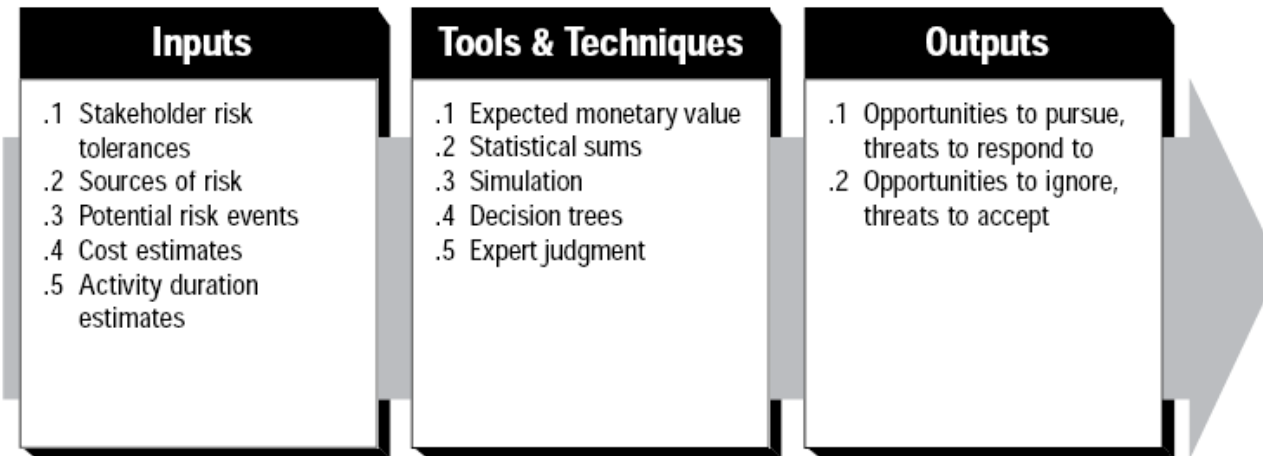 Inputs
.1 Stakeholder risk
tolerances
.2 Sources of risk
.3 Potential risk events
.4 Cost estimates
.5 Activity duration
estimates
Tools & Techniques
.1 Expected monetary value
.2 Statistical sums
.3 Simulation
.4 Decision trees
.5 Expert judgment
Outputs
.1 Opportunities to pursue,
threats to respond to
.2 Opportunities to ignore,
threats to accept